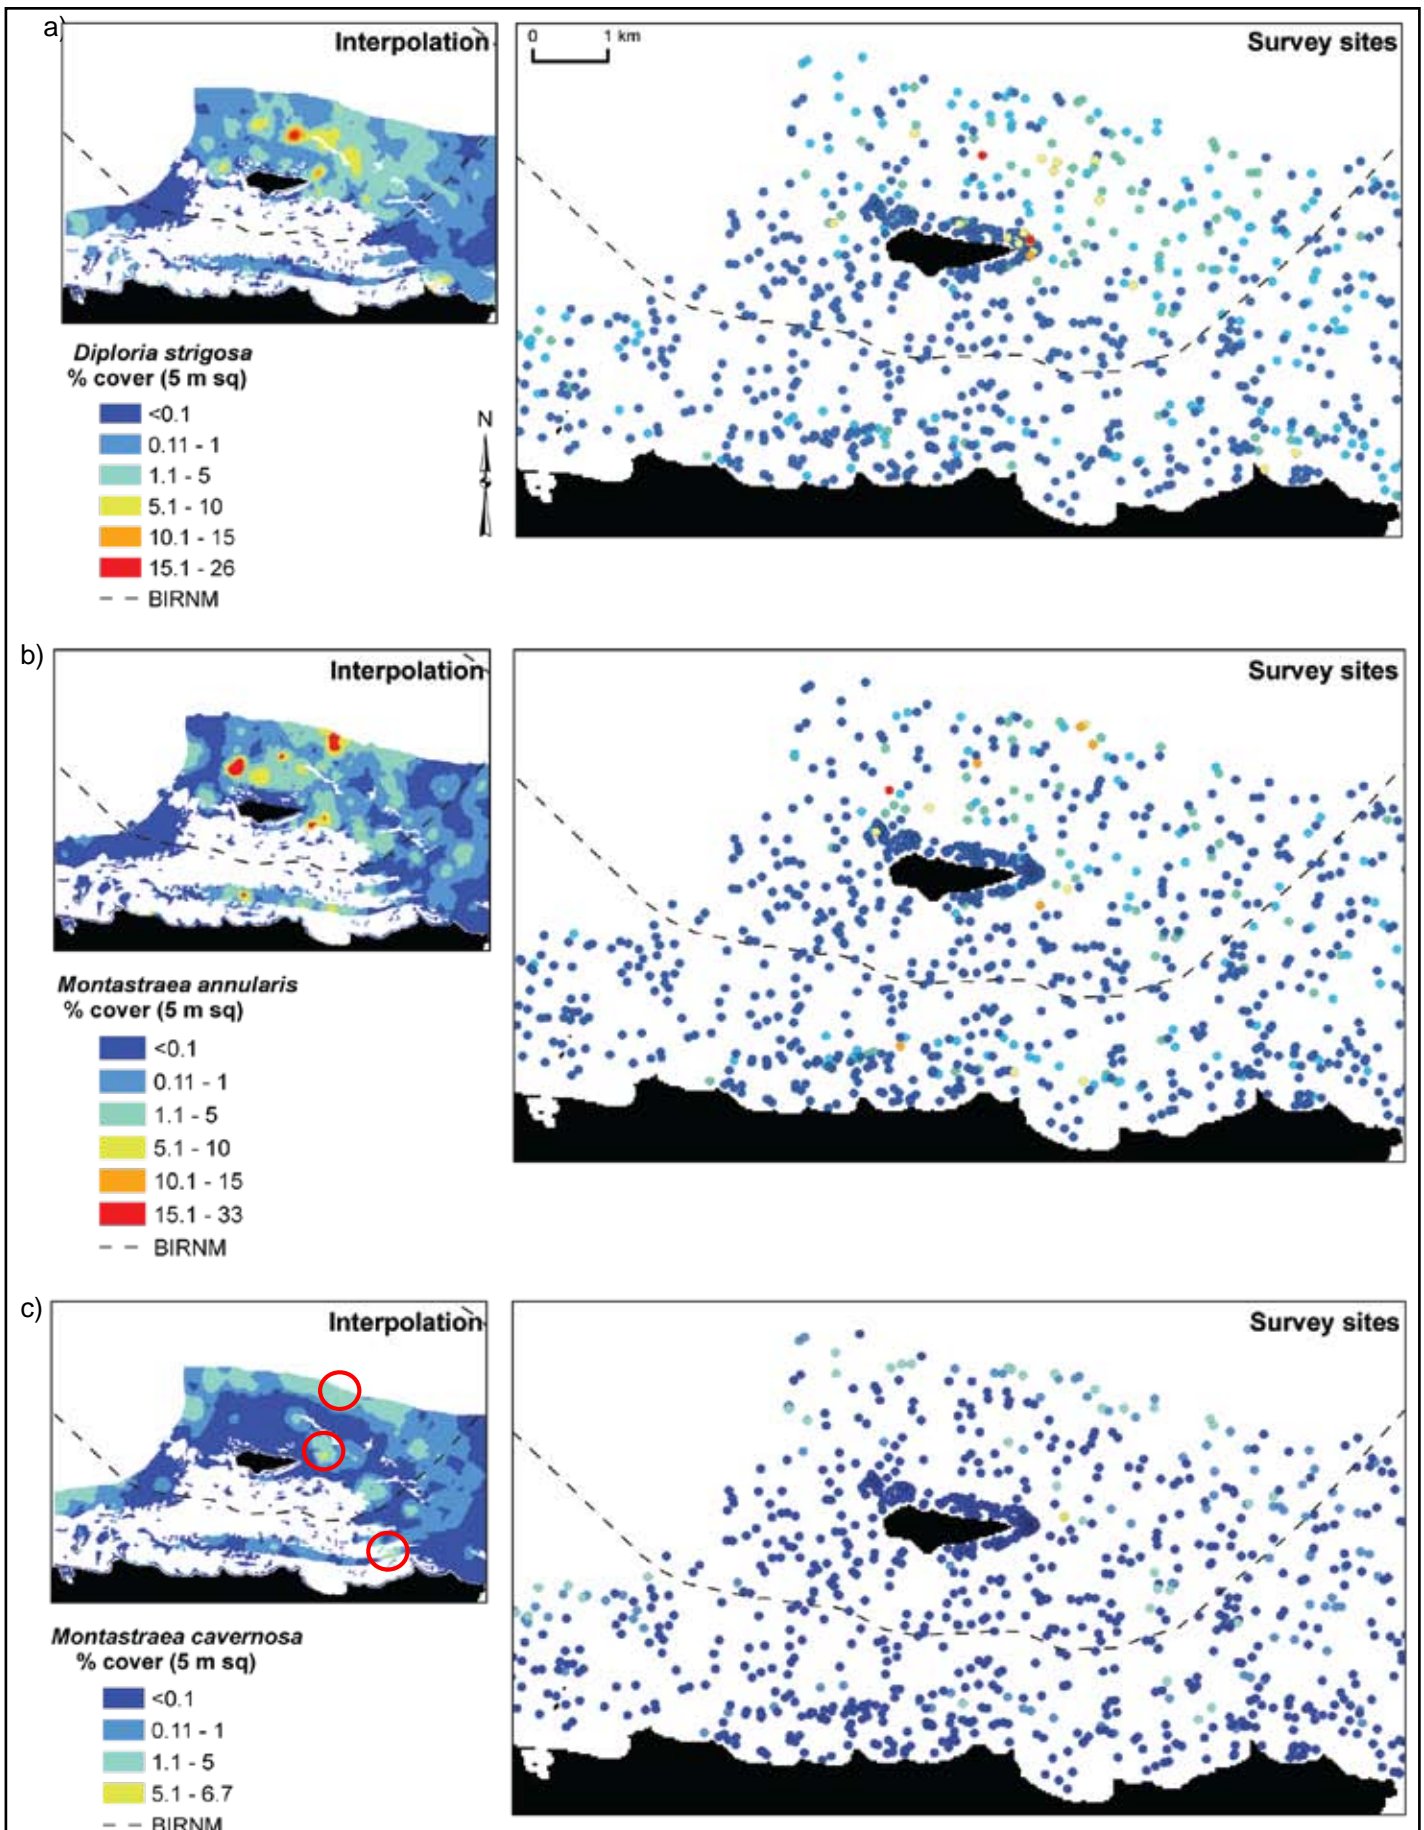 a)
Interpolation
0 1 km
Survey sites
Diploria strigosa
% cover (5 m sq)
<0.1
0.11 - 1
1.1 - 5
5.1 - 10
10.1 - 15
15.1 - 26
BIRNM
N
b)
Interpolation
Survey sites
Montastraea annularis
% cover (5 m sq)
<0.1
0.11 - 1
1.1 - 5
5.1 - 10
10.1 - 15
15.1 - 33
BIRNM
c)
Interpolation
Survey sites
Montastraea cavernosa
% cover (5 m sq)
<0.1
0.11 - 1
1.1 - 5
5.1 - 6.7
BIRNM